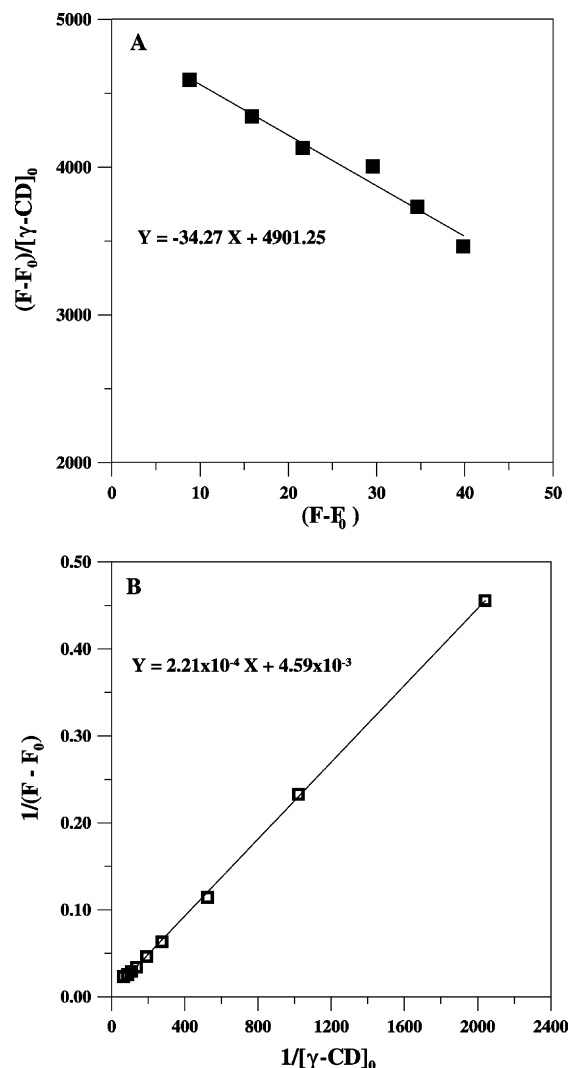 A
5000
4000
3000
2000
(F-F₀)/[γ-CD]₀
Y = -34.27 X + 4901.25
0 10 20 30 40 50
(F-F₀)
B
0.50
0.40
0.30
0.20
0.10
0.00
1/(F - F₀)
Y = 2.21x10⁻⁴ X + 4.59x10⁻³
0 400 800 1200 1600 2000 2400
1/[γ-CD]₀